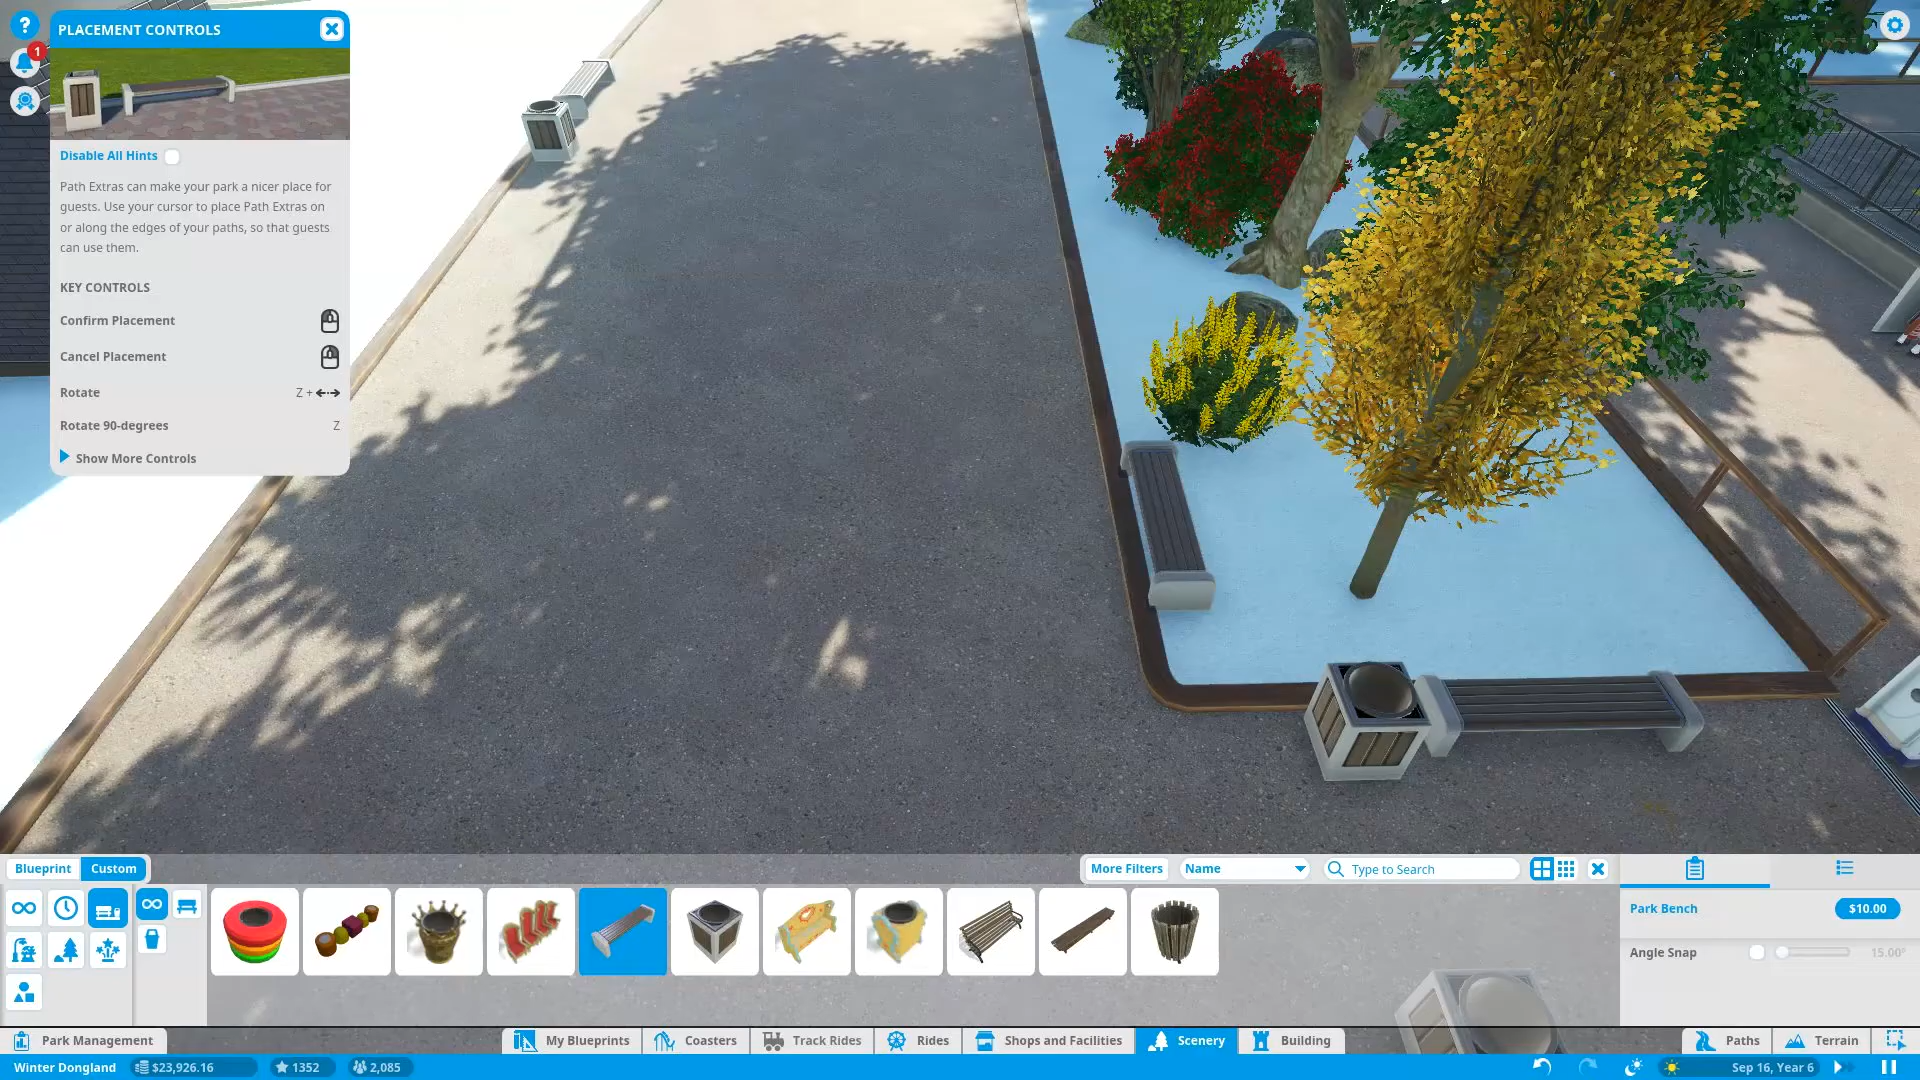 ?
PLACEMENT CONTROLS
1
Disable All Hints
Path Extras can make your park a nicer place for
guests. Use your cursor to place Path Extras on
or along the edges of your paths, so that guests
can use them.
KEY CONTROLS
Confirm Placement
Cancel Placement
Rotate Z +
Rotate 90-degrees Z
Show More Controls
Blueprint Custom
More Filters Name Type to Search
Park Bench $10.00
Angle Snap 15.00°
Park Management My Blueprints Coasters Track Rides Rides Shops and Facilities Scenery Building Paths Terrain
Winter Dongland $23,926.16 1352 2,085 Sep 16, Year 6